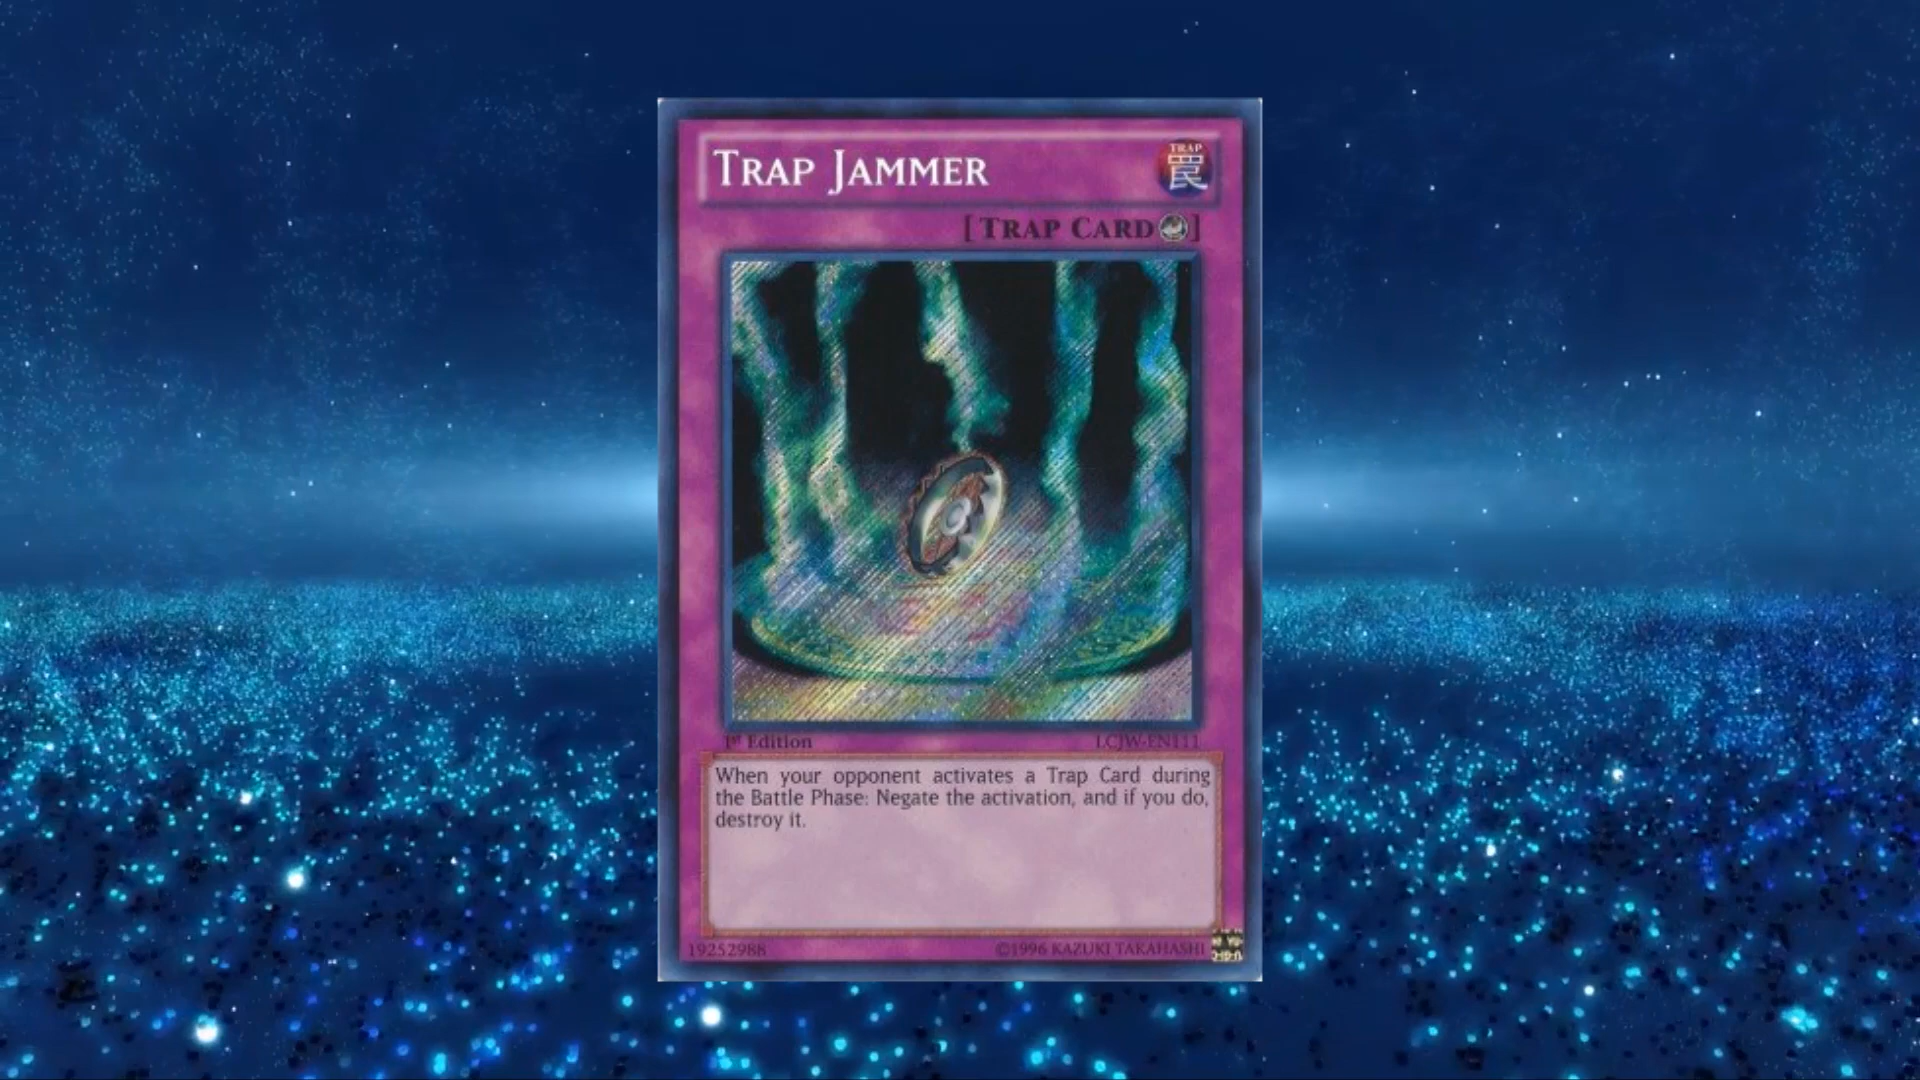 TRAP JAMMER
TRAP
罠
[TRAP CARD]
1st Edition
LCJW-EN111
When your opponent activates a Trap Card during
the Battle Phase: Negate the activation, and if you do,
destroy it.
19252988
©1996 KAZUKI TAKAHASHI